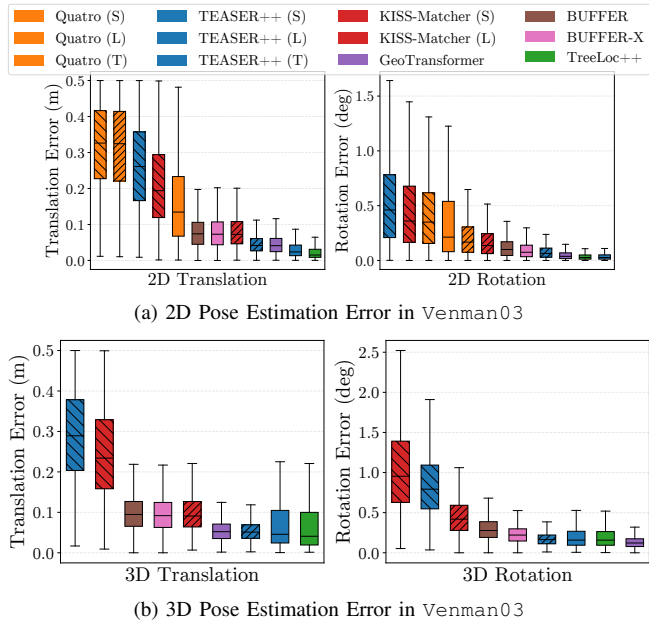 Quatro (S) TEASER++ (S) KISS-Matcher (S) BUFFER
Quatro (L) TEASER++ (L) KISS-Matcher (L) BUFFER-X
Quatro (T) TEASER++ (T) GeoTransformer TreeLoc++
Translation Error (m)
0.5
0.4
0.3
0.2
0.1
0.0
2D Translation
Rotation Error (deg)
1.5
1.0
0.5
0.0
2D Rotation
(a) 2D Pose Estimation Error in Venman03
Translation Error (m)
0.5
0.4
0.3
0.2
0.1
0.0
3D Translation
Rotation Error (deg)
2.5
2.0
1.5
1.0
0.5
0.0
3D Rotation
(b) 3D Pose Estimation Error in Venman03